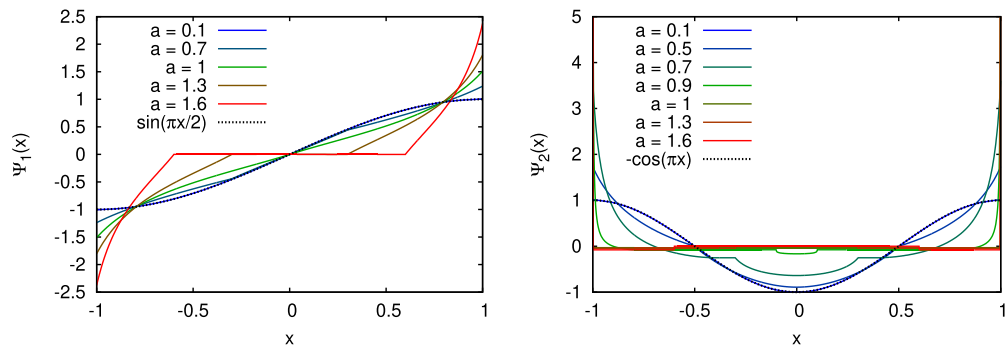 2.5
2
1.5
1
0.5
0
-0.5
-1
-1.5
-2
-2.5
Ψ1(x)
a = 0.1
a = 0.7
a = 1
a = 1.3
a = 1.6
sin(πx/2)
-1 -0.5 0 0.5 1
x
5
4
3
2
1
0
-1
Ψ2(x)
a = 0.1
a = 0.5
a = 0.7
a = 0.9
a = 1
a = 1.3
a = 1.6
-cos(πx)
-1 -0.5 0 0.5 1
x